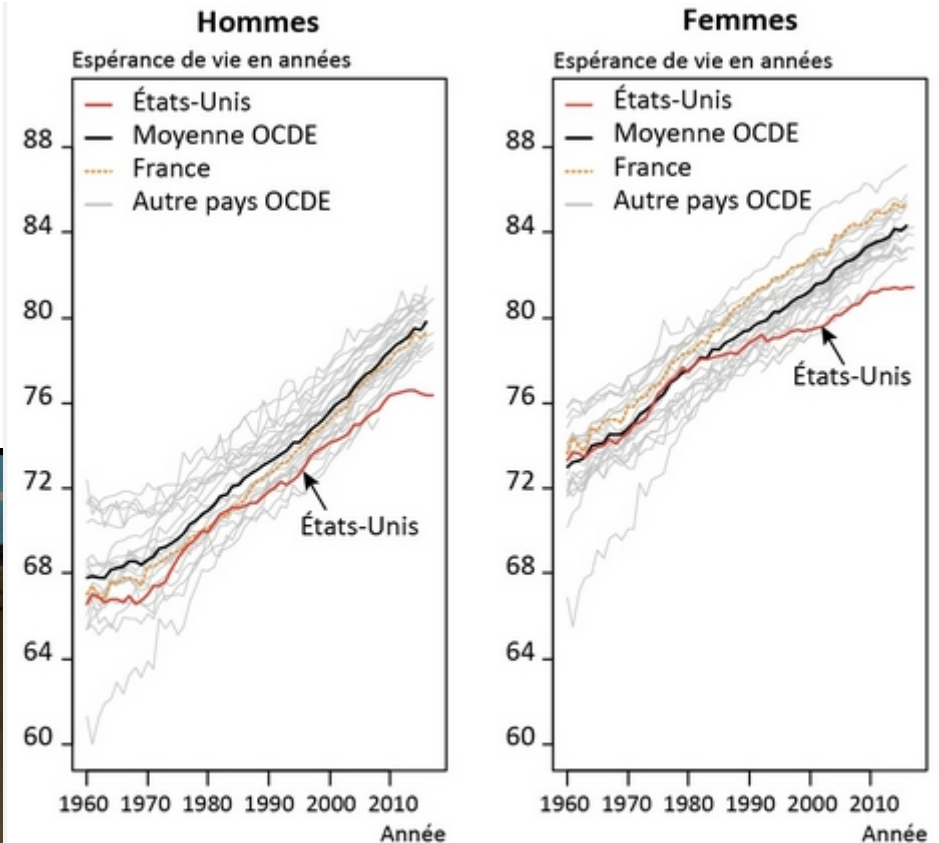 Hommes
Espérance de vie en années
États-Unis
Moyenne OCDE
France
Autre pays OCDE
88
84
80
76
72
68
64
60
États-Unis
1960 1970 1980 1990 2000 2010
Année
Femmes
Espérance de vie en années
États-Unis
Moyenne OCDE
France
Autre pays OCDE
88
84
80
76
72
68
64
60
États-Unis
1960 1970 1980 1990 2000 2010
Année